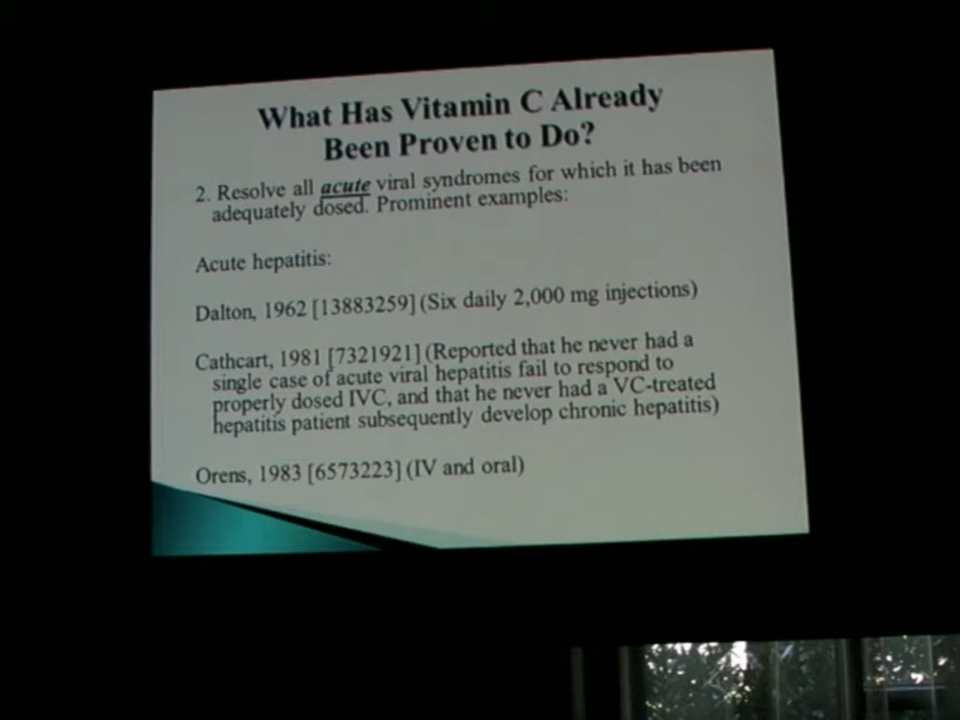 What Has Vitamin C Already
Been Proven to Do?
2. Resolve all acute viral syndromes for which it has been
adequately dosed. Prominent examples:
Acute hepatitis:
Dalton, 1962 [13883259] (Six daily 2,000 mg injections)
Cathcart, 1981 [7321921] (Reported that he never had a
single case of acute viral hepatitis fail to respond to
properly dosed IVC, and that he never had a VC-treated
hepatitis patient subsequently develop chronic hepatitis)
Orens, 1983 [6573223] (IV and oral)